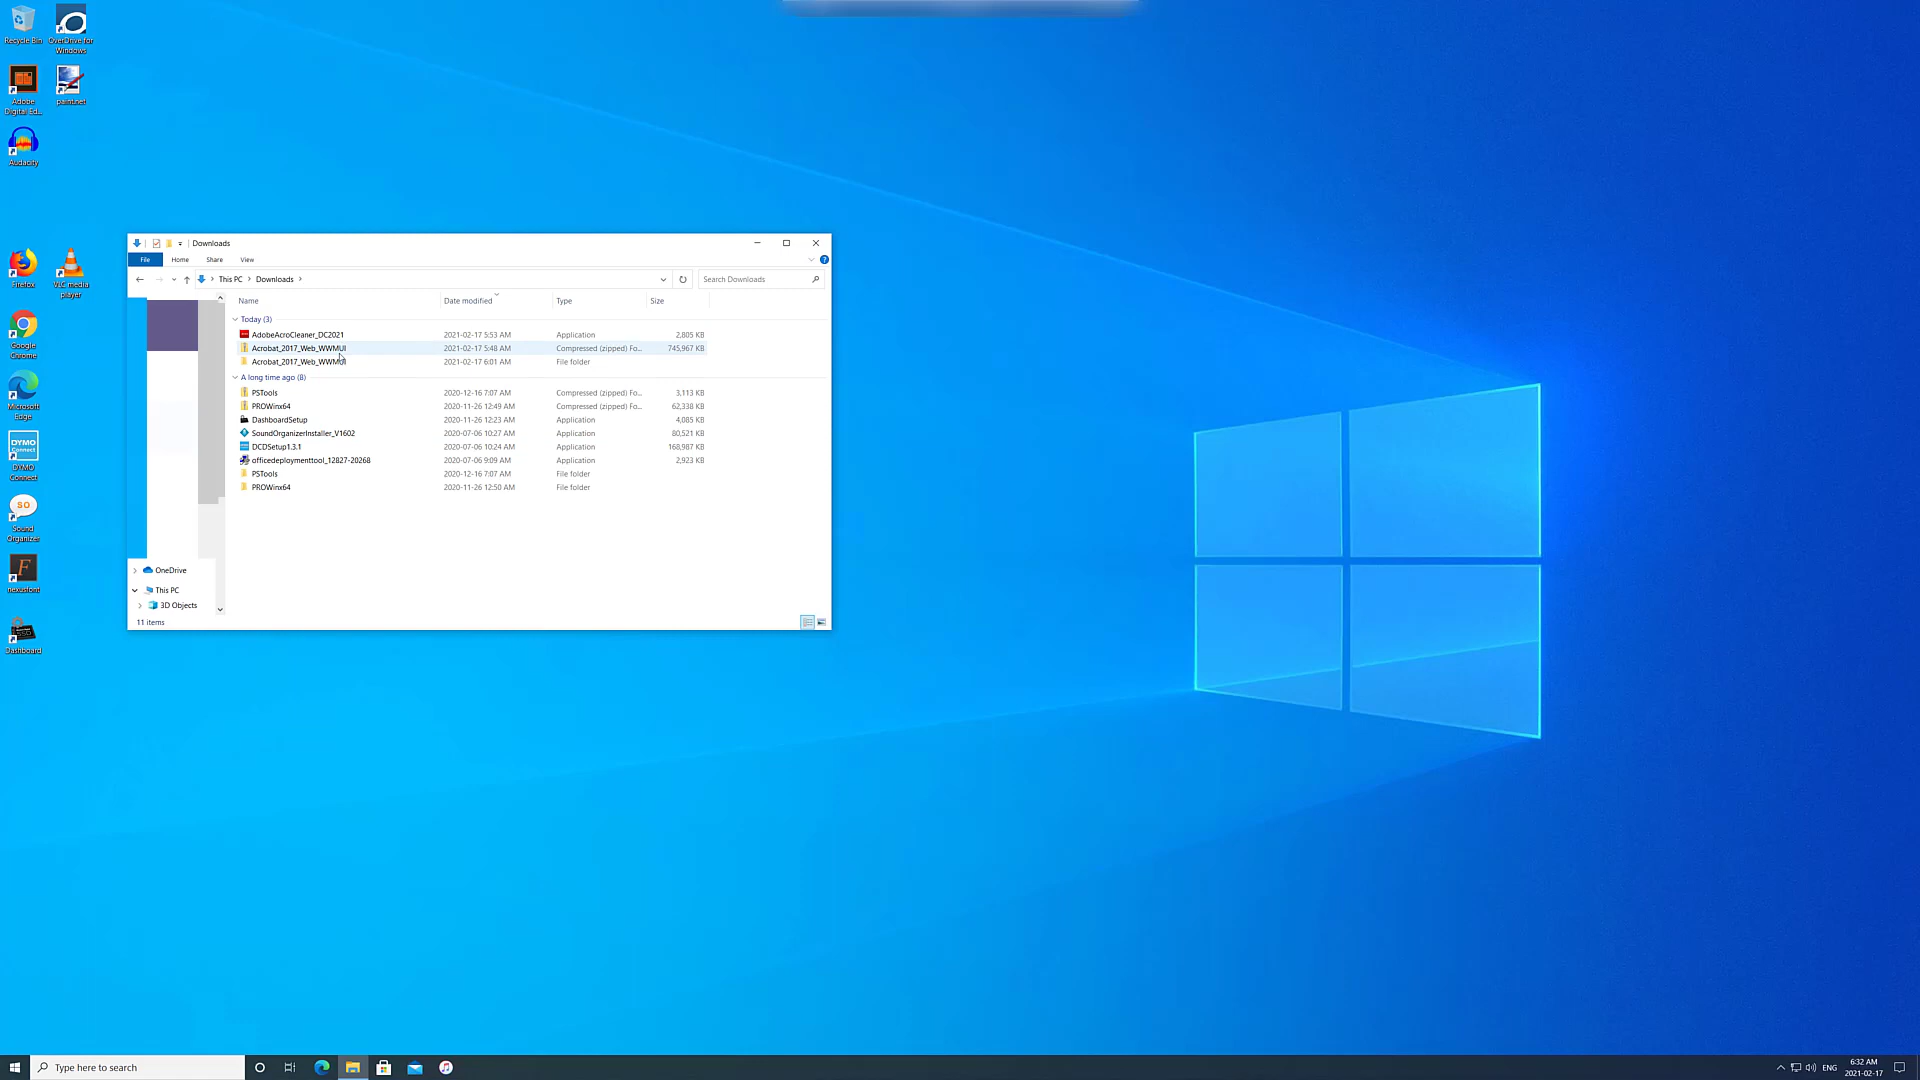 Recycle Bin
OverDrive for
Windows
Adobe
Digital Ed...
paint.net
Audacity
Firefox
VLC media
player
Google
Chrome
Microsoft
Edge
DYMO
Connect
DYMO
Connect
SO
Sound
Organizer
F
nexusfont
Dashboard
Downloads
File Home Share View
This PC Downloads
Search Downloads
Name Date modified Type Size
Today (3)
AdobeAcroCleaner_DC2021 2021-02-17 5:53 AM Application 2,805 KB
Acrobat_2017_Web_WWMUI 2021-02-17 5:48 AM Compressed (zipped) Fo... 745,967 KB
Acrobat_2017_Web_WWMUI 2021-02-17 6:01 AM File folder
A long time ago (8)
PSTools 2020-12-16 7:07 AM Compressed (zipped) Fo... 3,113 KB
PROWinx64 2020-11-26 12:49 AM Compressed (zipped) Fo... 62,338 KB
DashboardSetup 2020-11-26 12:23 AM Application 4,085 KB
SoundOrganizerInstaller_V1602 2020-07-06 10:27 AM Application 80,521 KB
DCDSetup1.3.1 2020-07-06 10:24 AM Application 168,987 KB
officedeploymenttool_12827-20268 2020-07-06 9:09 AM Application 2,923 KB
PSTools 2020-12-16 7:07 AM File folder
PROWinx64 2020-11-26 12:50 AM File folder
OneDrive
This PC
3D Objects
11 items
Type here to search
ENG
6:32 AM
2021-02-17